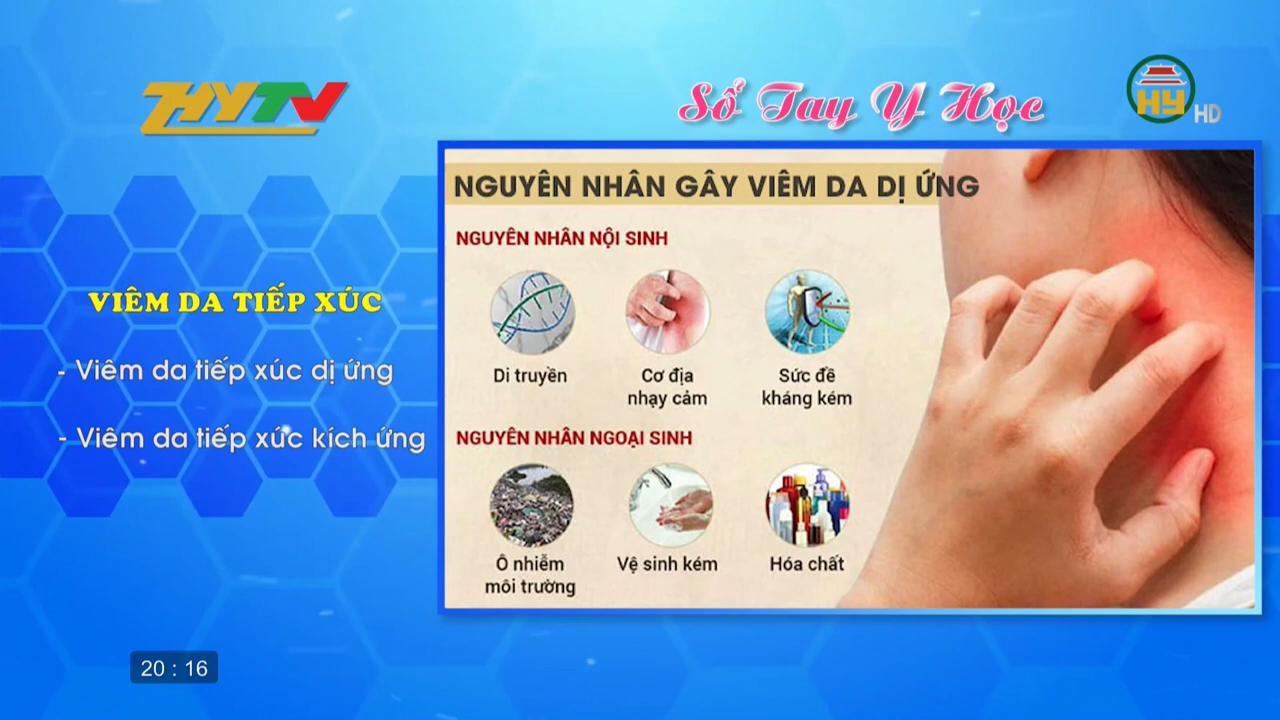 HYTV
Sổ Tay Y Học
HY HD
NGUYÊN NHÂN GÂY VIÊM DA DỊ ỨNG
NGUYÊN NHÂN NỘI SINH
Di truyền
Cơ địa
nhạy cảm
Sức đề
kháng kém
NGUYÊN NHÂN NGOẠI SINH
Ô nhiễm
môi trường
Vệ sinh kém
Hóa chất
VIÊM DA TIẾP XÚC
- Viêm da tiếp xúc dị ứng
- Viêm da tiếp xúc kích ứng
20 : 16